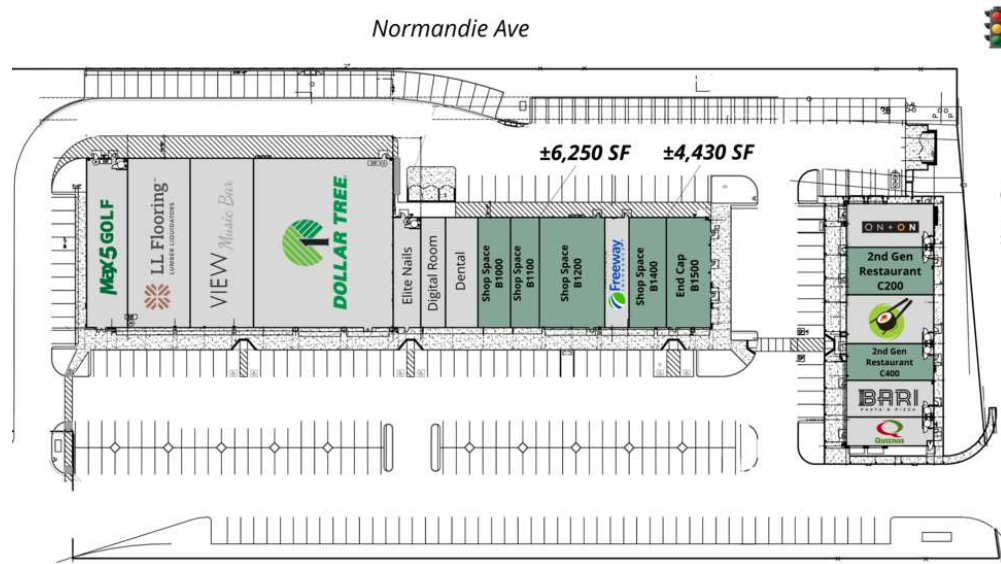 Normandie Ave
±6,250 SF
±4,430 SF
Max5 GOLF
LL Flooring
LUMBER LIQUIDATORS
VIEW Music Bar
1
DOLLAR TREE
Elite Nails
Digital Room
Dental
Shop Space
B1000
Shop Space
B1100
Shop Space
B1200
Freeway
INSURANCE
Shop Space
B1400
End Cap
B1500
ON+ON
2nd Gen
Restaurant
C200
2nd Gen
Restaurant
C400
BARI
PASTA & PIZZA
Quiznos